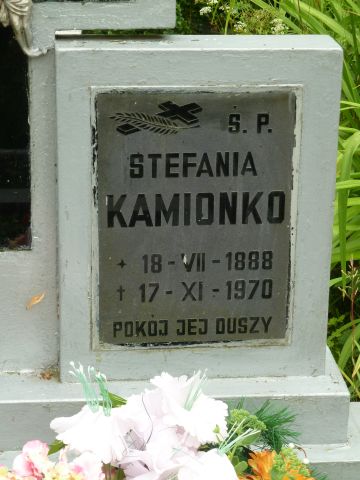 Ś. P.
STEFANIA
KAMIONKO
* 18-VII-1888
† 17-XI-1970
POKÓJ JEJ DUSZY